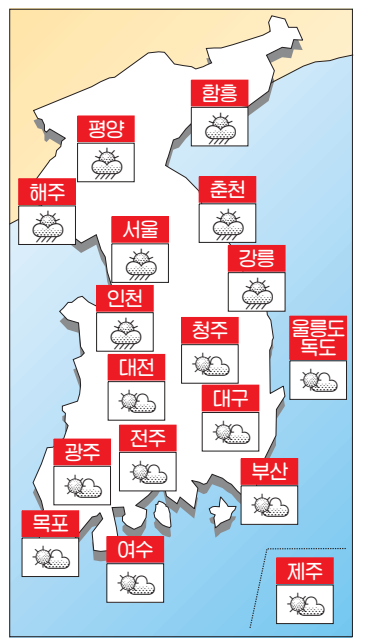 함흥
평양
해주
춘천
서울
강릉
인천
청주
울릉도
독도
대전
대구
전주
광주
부산
목포
여수
제주